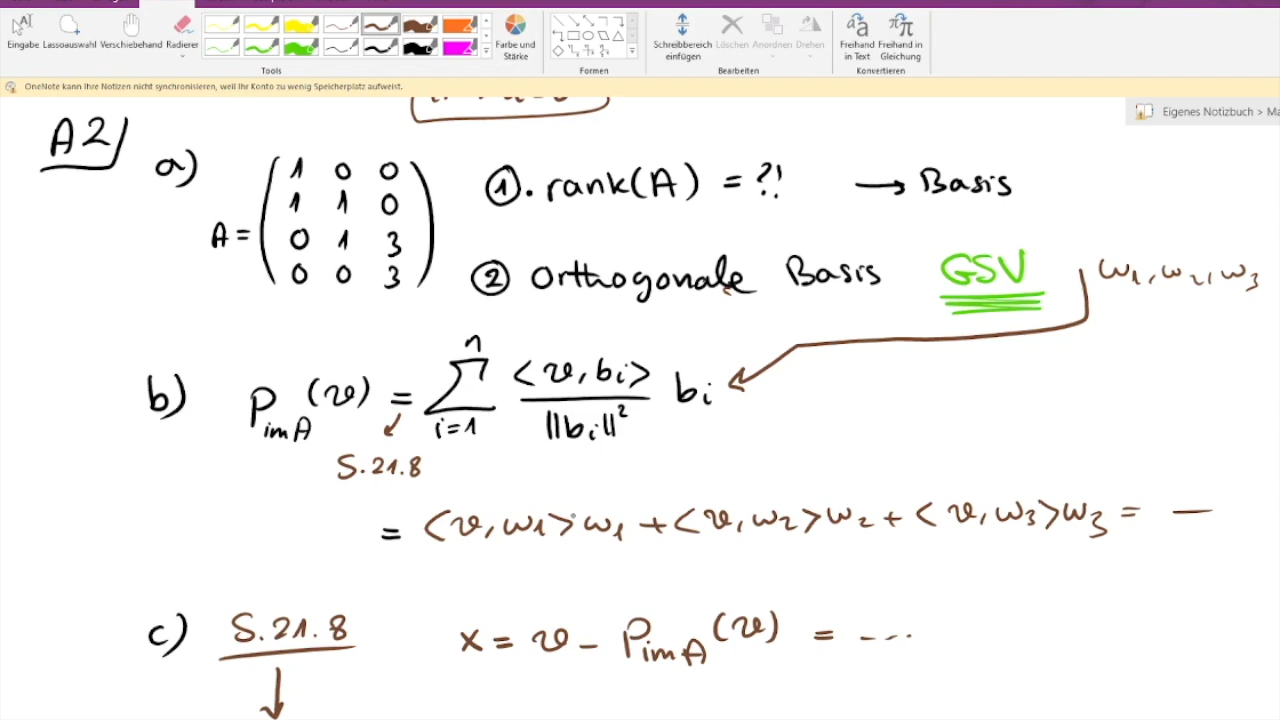 Eingabe Lassoauswahl Verschiebehand Radierer Farbe und Stärke Schreibbereich einfügen Löschen Anordnen Drehen Freihand in Text Freihand in Gleichung
Tools Formen Bearbeiten Konvertieren
OneNote kann Ihre Notizen nicht synchronisieren, weil Ihr Konto zu wenig Speicherplatz aufweist.
Eigenes Notizbuch > Ma
A2
a) A = ( 1 0 0
1 1 0
0 1 3
0 0 3 )
①. rank(A) = ?! → Basis
② Orthogonale Basis GSV w1, w2, w3
b) P_imA (v) = Σ_{i=1}^{n} <v, bi> / ||bi||² bi
S.21.8
= <v, w1>w1 + <v, w2>w2 + <v, w3>w3 = —
c) S.21.8 x = v - P_imA (v) = ...